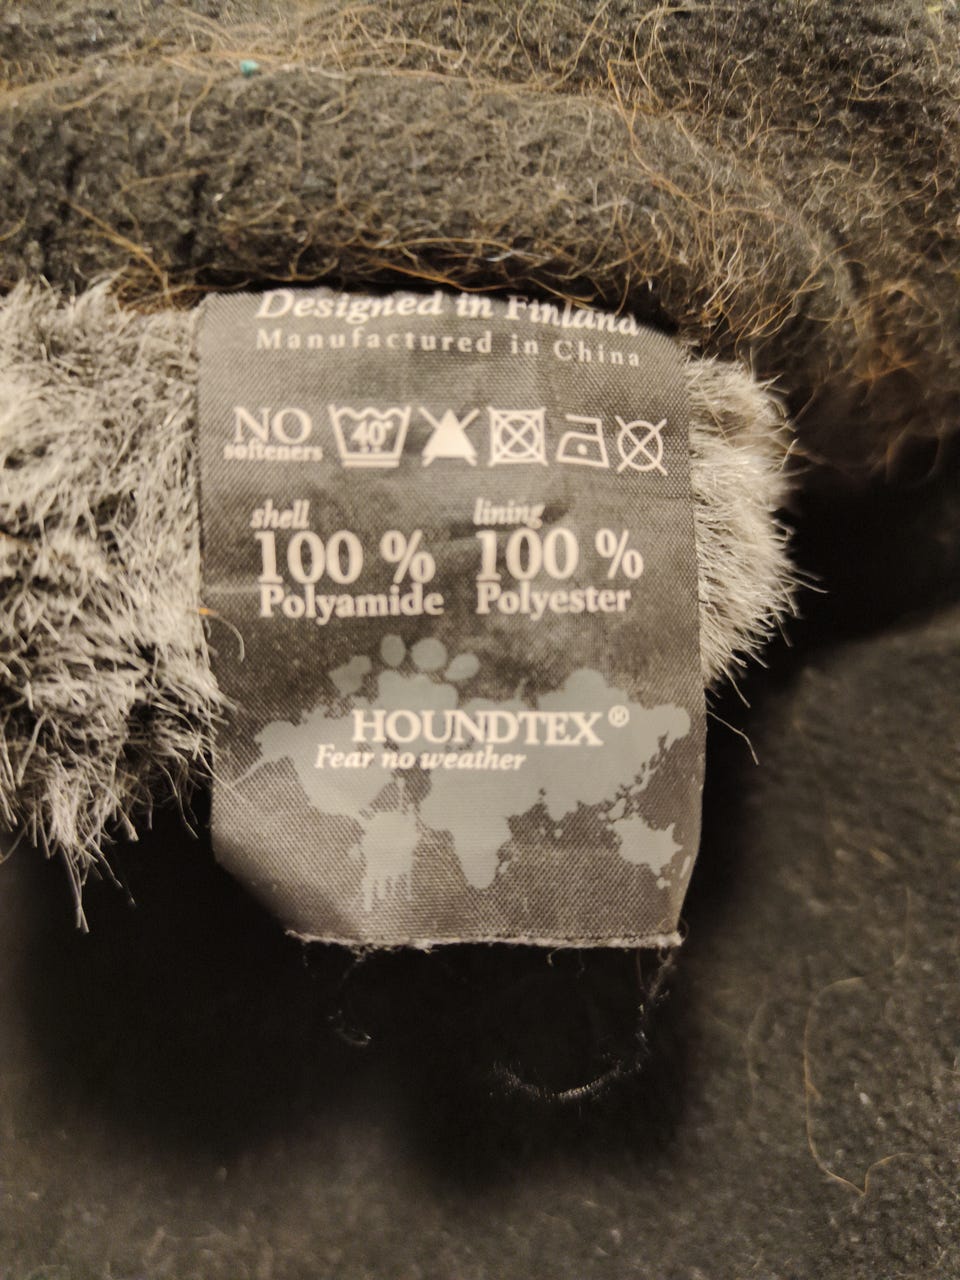 Designed in Finland
Manufactured in China
NO
softeners
40°
shell
100 %
Polyamide
lining
100 %
Polyester
HOUNDTEX®
Fear no weather